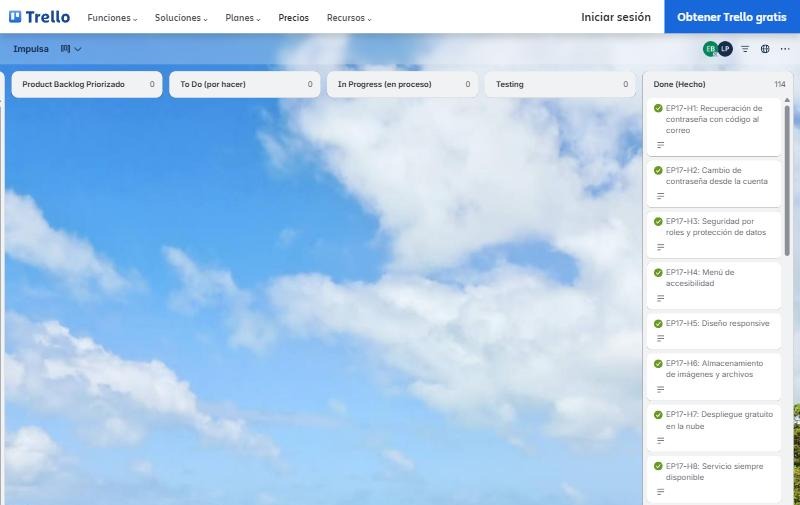 Trello
Funciones
Soluciones
Planes
Precios
Recursos
Iniciar sesión
Obtener Trello gratis
Impulsa
EB
LP
Product Backlog Priorizado 0
To Do (por hacer) 0
In Progress (en proceso) 0
Testing 0
Done (Hecho) 114
EP17-H1: Recuperación de
contraseña con código al
correo
EP17-H2: Cambio de
contraseña desde la cuenta
EP17-H3: Seguridad por
roles y protección de datos
EP17-H4: Menú de
accesibilidad
EP17-H5: Diseño responsive
EP17-H6: Almacenamiento
de imágenes y archivos
EP17-H7: Despliegue gratuito
en la nube
EP17-H8: Servicio siempre
disponible